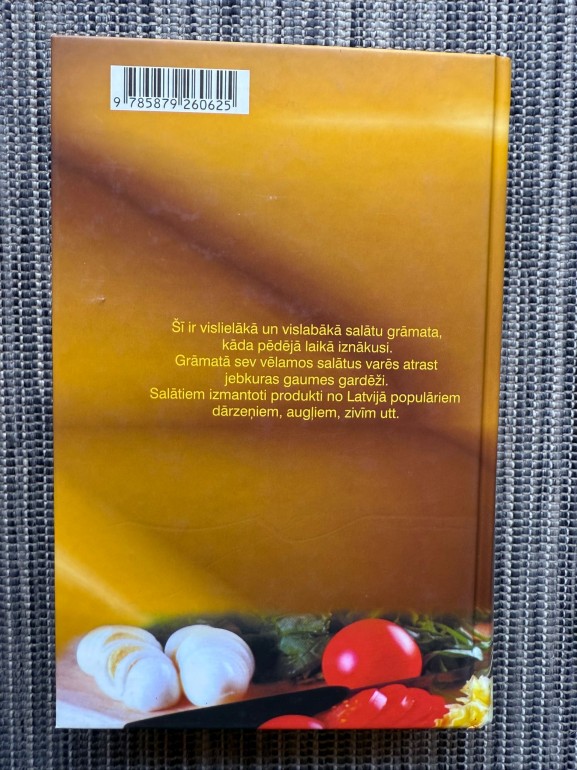 9 785879 260625
Šī ir vislielākā un vislabākā salātu grāmata,
kāda pēdējā laikā iznākusi.
Grāmatā sev vēlamos salātus varēs atrast
jebkuras gaumes gardēži.
Salātiem izmantoti produkti no Latvijā populāriem
dārzeņiem, augļiem, zivīm utt.